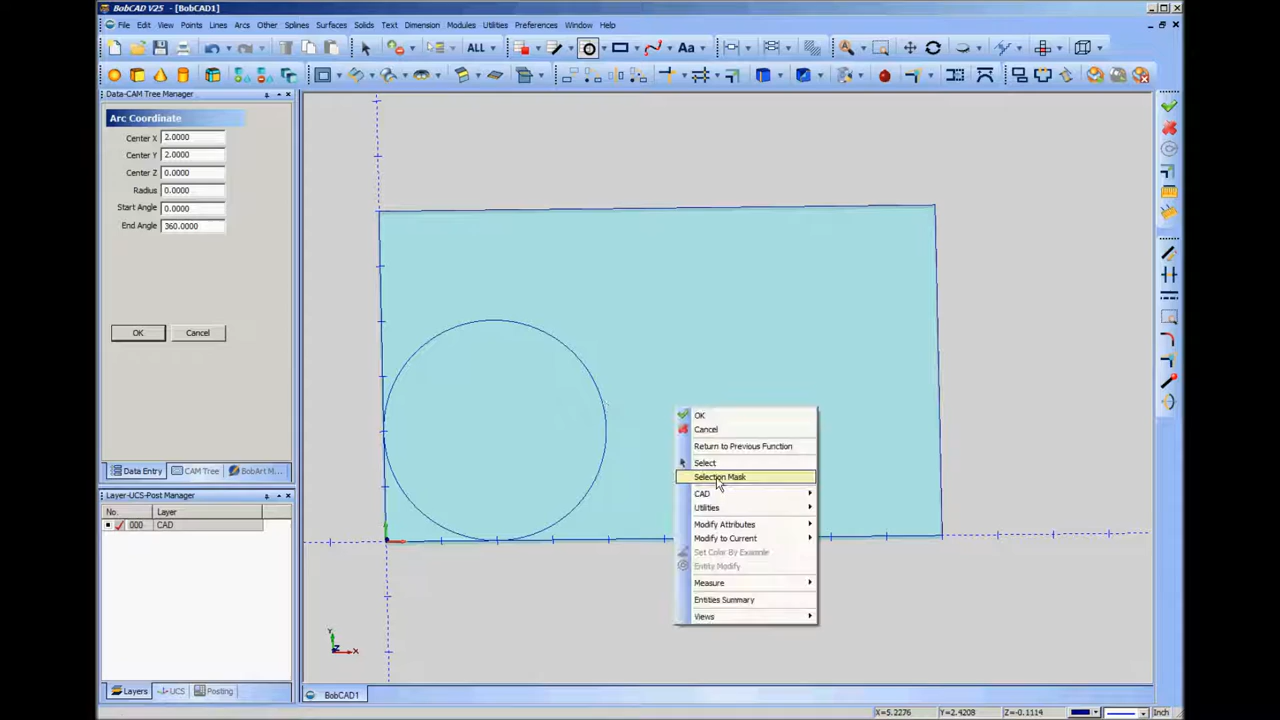 BobCAD V25 - [BobCAD1]
File Edit View Points Lines Arcs Other Splines Surfaces Solids Text Dimension Modules Utilities Preferences Window Help
ALL Aa
Data-CAM Tree Manager
Arc Coordinate
Center X 2.0000
Center Y 2.0000
Center Z 0.0000
Radius 0.0000
Start Angle 0.0000
End Angle 360.0000
OK Cancel
OK
Cancel
Return to Previous Function
Select
Selection Mask
CAD
Utilities
Modify Attributes
Modify to Current
Set Color By Example
Entity Modify
Measure
Entities Summary
Views
Data Entry CAM Tree BobArt M...
Layer-UCS-Post Manager
No. Layer
000 CAD
Y
Z
X
Layers UCS Posting
BobCAD1
X=5.2276 Y=2.4208 Z=-0.1114 Inch